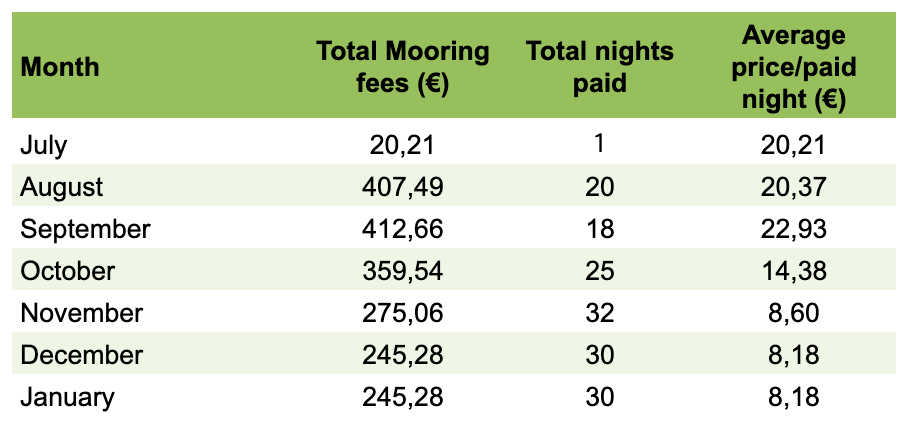 Month Total Mooring fees (€) Total nights paid Average price/paid night (€)
July 20,21 1 20,21
August 407,49 20 20,37
September 412,66 18 22,93
October 359,54 25 14,38
November 275,06 32 8,60
December 245,28 30 8,18
January 245,28 30 8,18